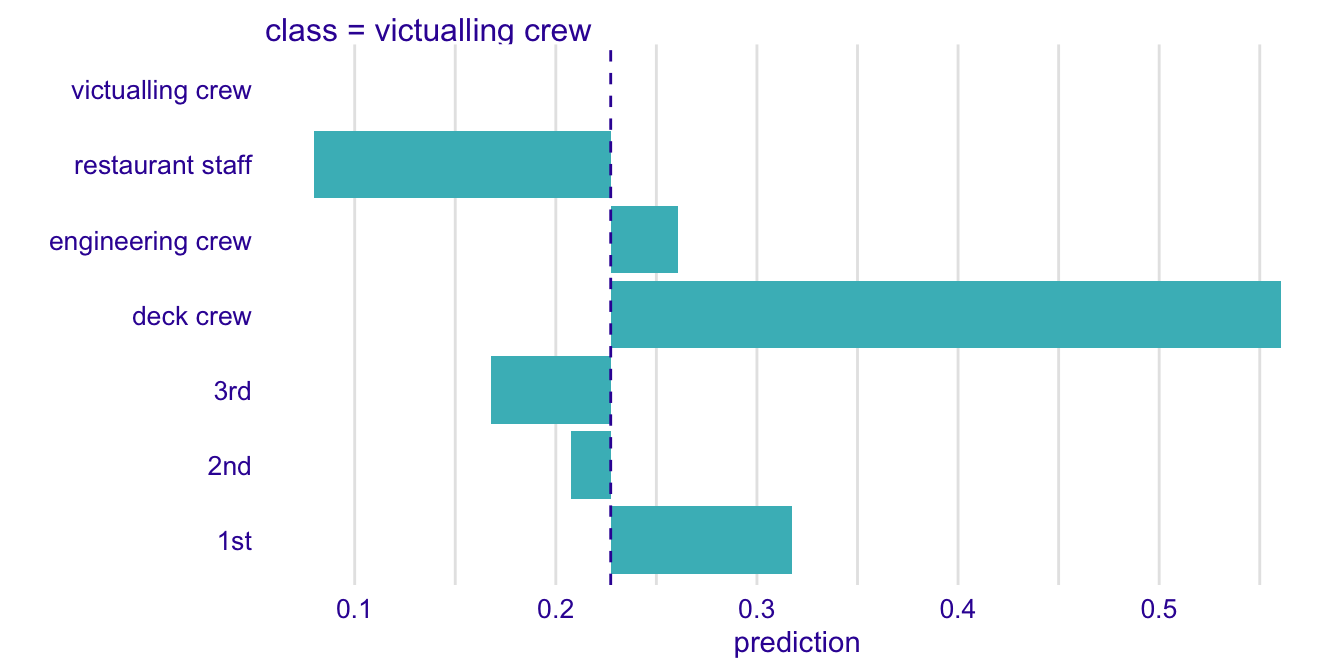 class = victualling crew
victualling crew
restaurant staff
engineering crew
deck crew
3rd
2nd
1st
0.1 0.2 0.3 0.4 0.5
prediction